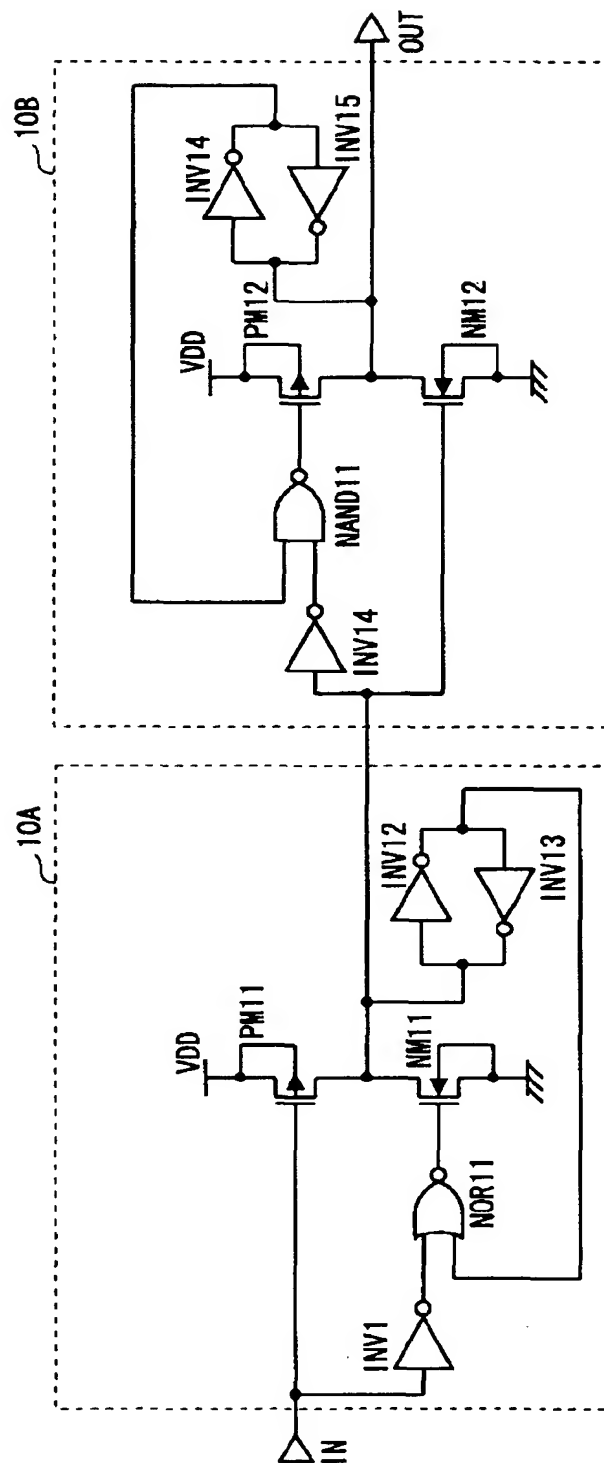 10A
10B
IN
INV1
NOR11
VDD
PM11
NM11
INV12
INV13
INV14
NAND11
VDD
PM12
NM12
INV14
INV15
OUT